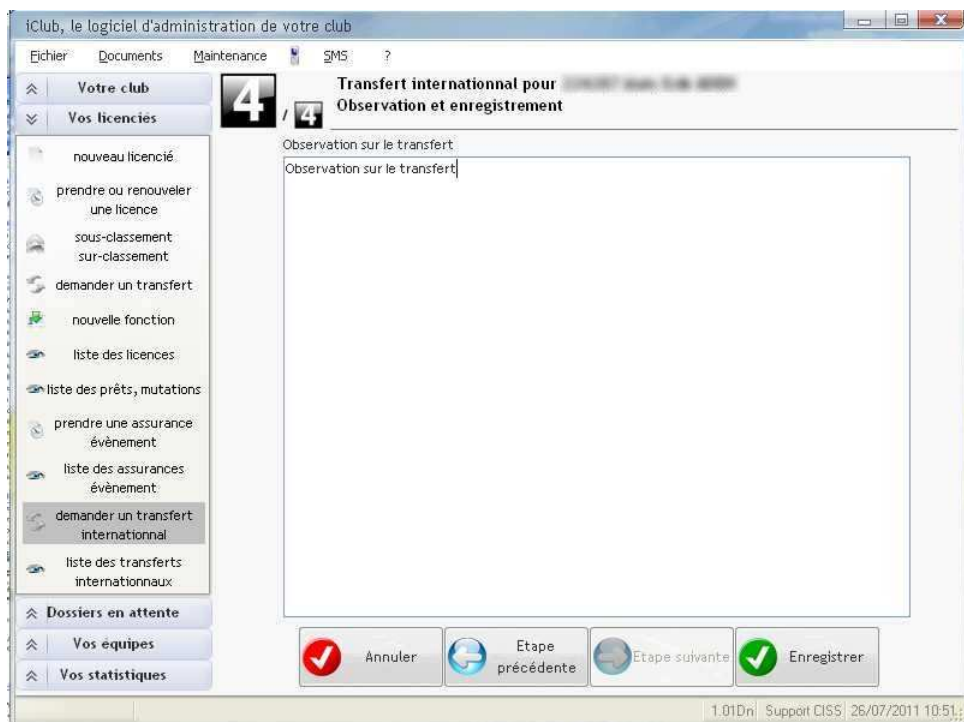 iClub, le logiciel d'administration de votre club
Fichier Documents Maintenance SMS ?
Votre club
Vos licenciés
nouveau licencié
prendre ou renouveler
une licence
sous-classement
sur-classement
demander un transfert
nouvelle fonction
liste des licences
liste des prêts, mutations
prendre une assurance
évènement
liste des assurances
évènement
demander un transfert
internationnal
liste des transferts
internationnaux
Dossiers en attente
Vos équipes
Vos statistiques
4 / 4
Transfert internationnal pour
Observation et enregistrement
Observation sur le transfert
Observation sur le transfert
Annuler
Etape
précédente
Etape suivante
Enregistrer
1.01Dn Support CISS 26/07/2011 10:51